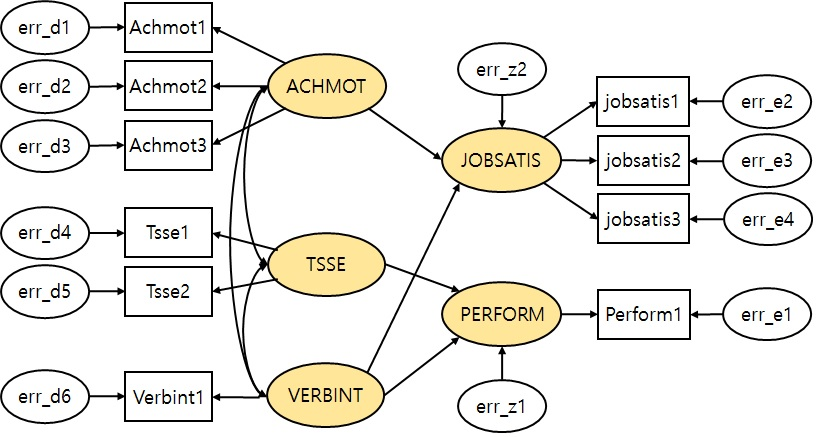 err_d1
Achmot1
err_d2
Achmot2
ACHMOT
err_z2
jobsatis1
err_e2
err_d3
Achmot3
JOBSATIS
jobsatis2
err_e3
jobsatis3
err_e4
err_d4
Tsse1
TSSE
err_d5
Tsse2
PERFORM
Perform1
err_e1
err_d6
Verbint1
VERBINT
err_z1